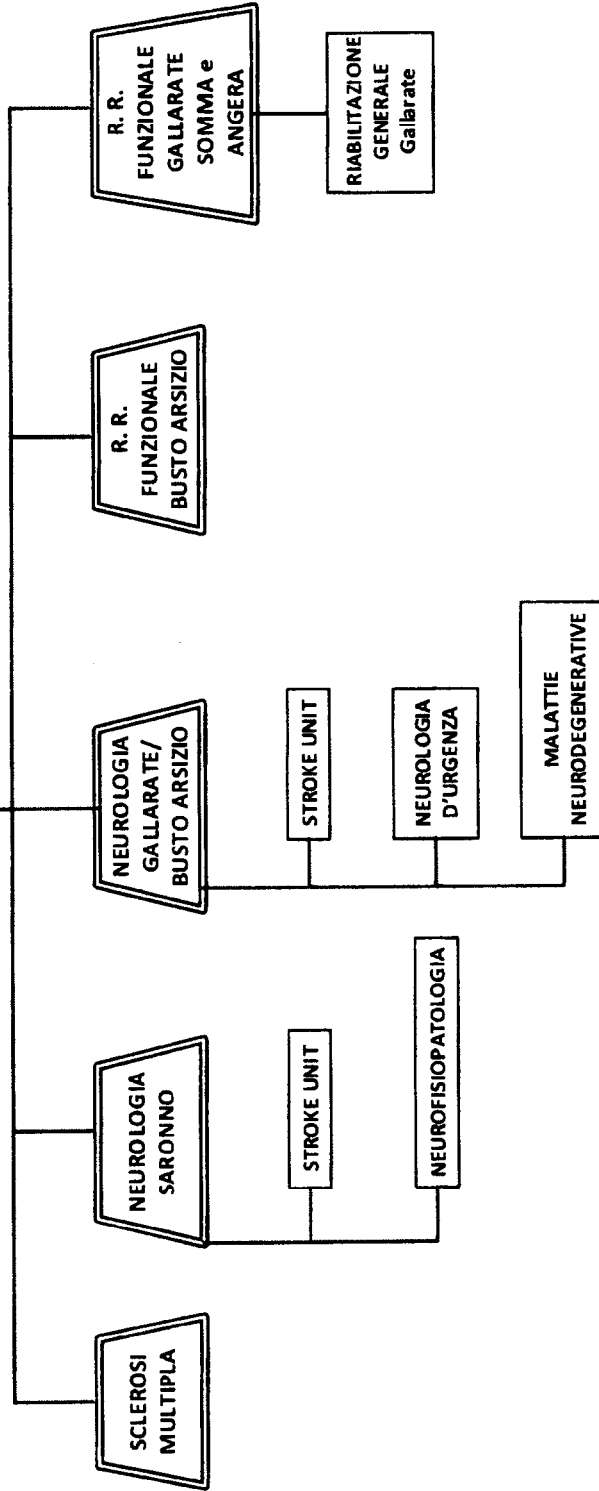 SCLEROSI
MULTIPLA
NEUROLOGIA
SARONNO
STROKE UNIT
NEUROFISIOPATOLOGIA
NEUROLOGIA
GALLARATE/
BUSTO ARSIZIO
STROKE UNIT
NEUROLOGIA
D'URGENZA
MALATTIE
NEURODEGENERATIVE
R. R.
FUNZIONALE
BUSTO ARSIZIO
R. R.
FUNZIONALE
GALLARATE
SOMMA e
ANGERA
RIABILITAZIONE
GENERALE
Gallarate